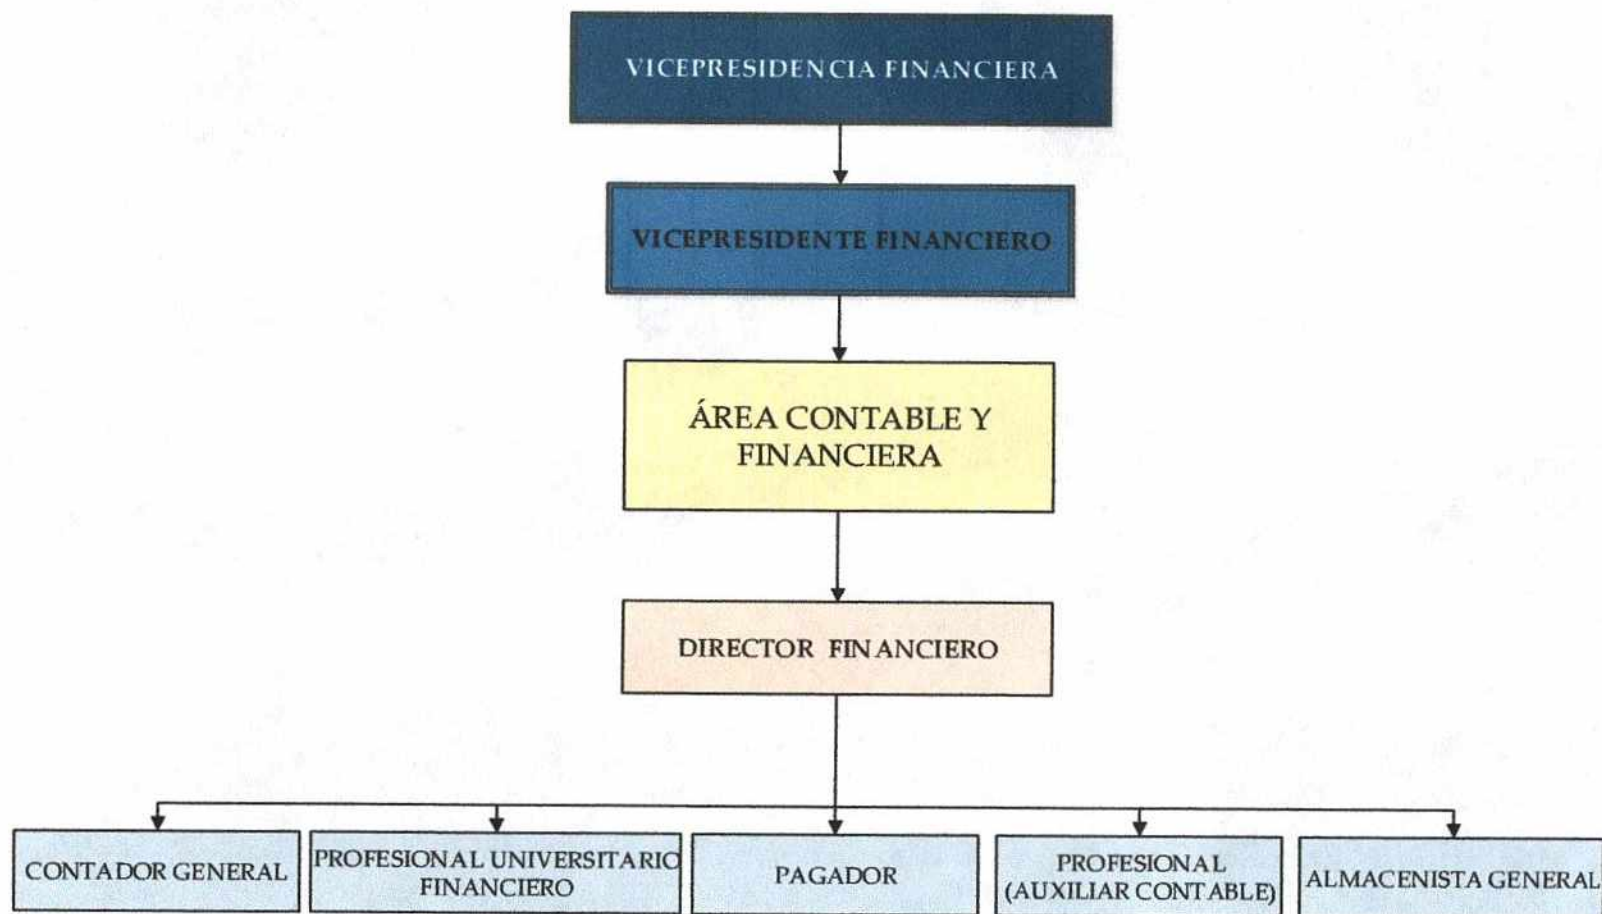 VICEPRESIDENCIA FINANCIERA
VICEPRESIDENTE FINANCIERO
ÁREA CONTABLE Y
FINANCIERA
DIRECTOR FINANCIERO
CONTADOR GENERAL
PROFESIONAL UNIVERSITARIO
FINANCIERO
PAGADOR
PROFESIONAL
(AUXILIAR CONTABLE)
ALMACENISTA GENERAL